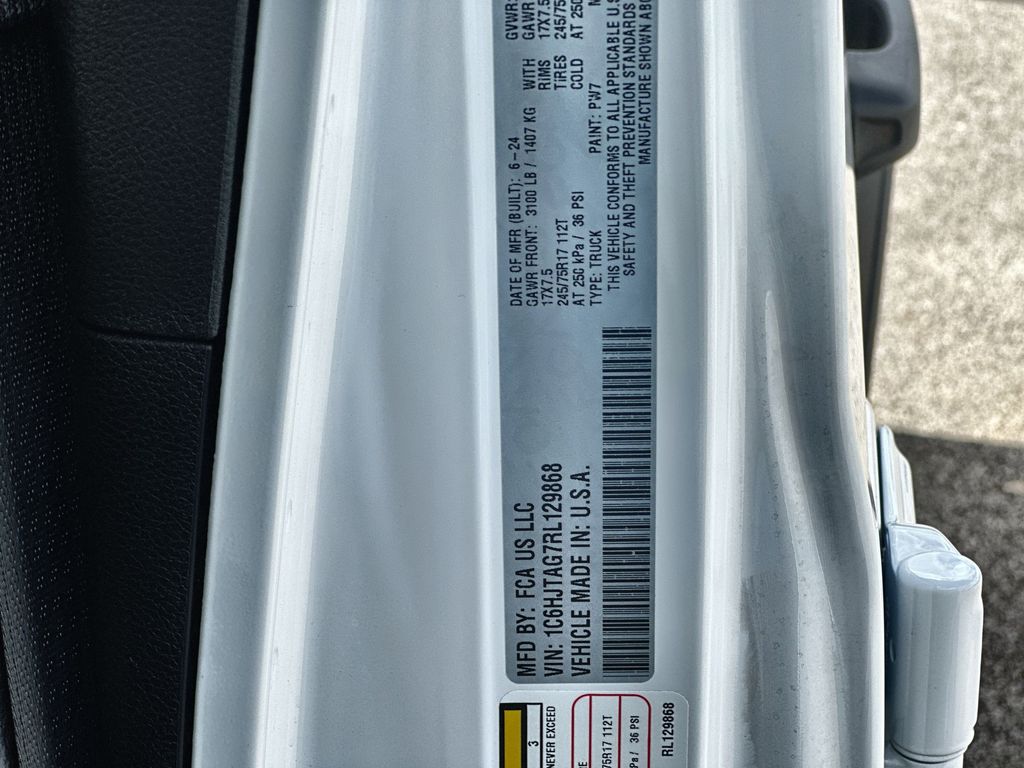 MFD BY: FCA US LLC
VIN: 1C6HJTAG7RL129868
VEHICLE MADE IN: U.S.A.
DATE OF MFR (BUILT): 6-24
GVWR:
GAWR FRONT: 3100 LB / 1407 KG WITH
GAWR
17X7.5 RIMS
17X7.5
245/75R17 112T TIRES
245/75
AT 250 kPa / 36 PSI COLD
AT 250
TYPE: TRUCK PAINT: PW7
THIS VEHICLE CONFORMS TO ALL APPLICABLE U.S
SAFETY AND THEFT PREVENTION STANDARDS
MANUFACTURE SHOWN ABO
3
NEVER EXCEED
75R17 112T
kPa / 36 PSI
RL129868